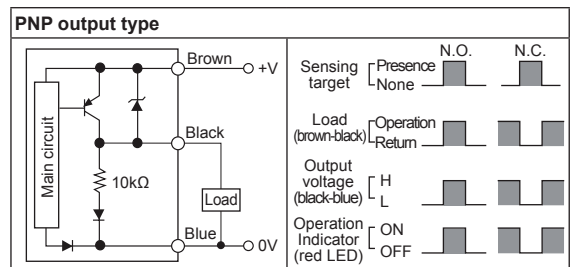 PNP output type
Main circuit
Brown
+V
Black
10kΩ
Load
Blue
0V
N.O.
N.C.
Sensing target
Presence
None
Load
(brown-black)
Operation
Return
Output voltage
(black-blue)
H
L
Operation Indicator
(red LED)
ON
OFF